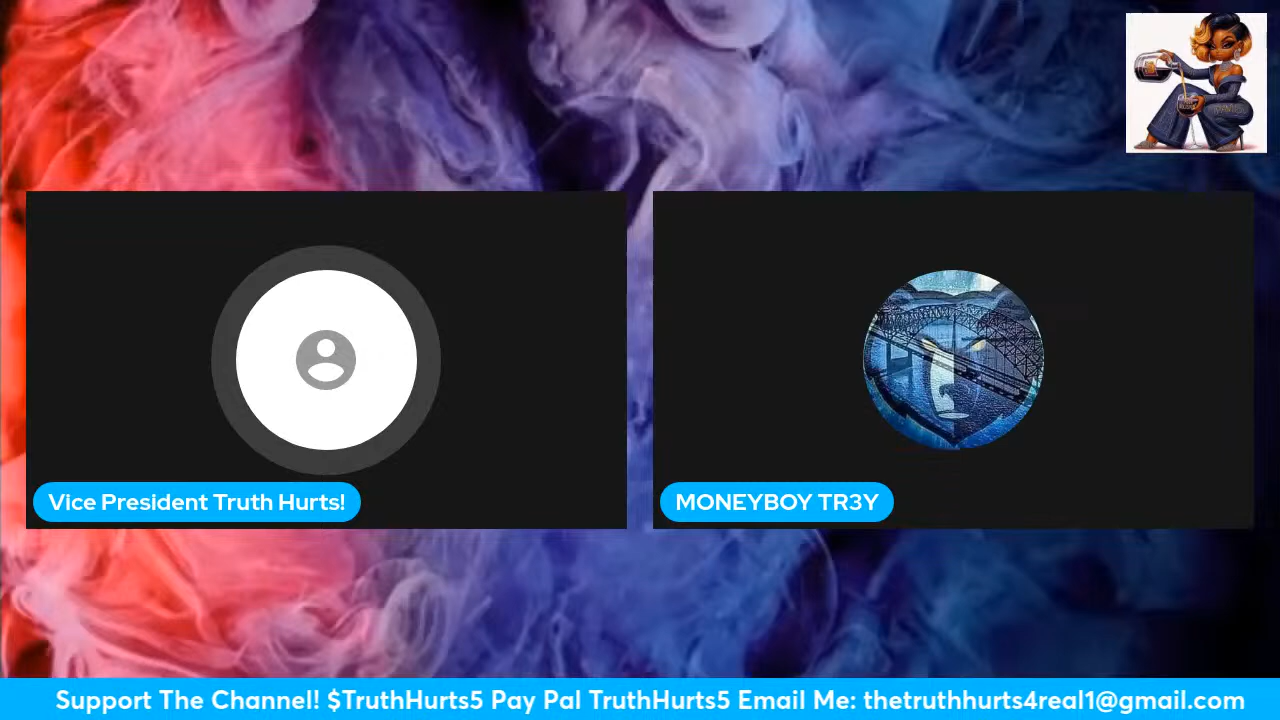 Vice President Truth Hurts!
MONEYBOY TR3Y
Support The Channel! $TruthHurts5 Pay Pal TruthHurts5 Email Me: thetruthhurts4real1@gmail.com